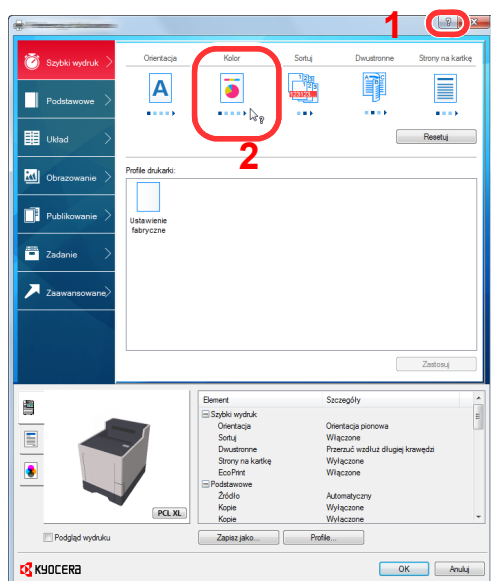 1
?
Szybki wydruk
Podstawowe
Układ
Obrazowanie
Publikowanie
Zadanie
Zaawansowane
Orientacja Kolor Sortuj Dwustronne Strony na kartkę
A
123
123
123123
A B C
?
2
Resetuj
Profile drukarki:
Ustawienie
fabryczne
Zastosuj
PCL XL
Podgląd wydruku
Element Szczegóły
Szybki wydruk
Orientacja Orientacja pionowa
Sortuj Włączone
Dwustronne Przerzuć wzdłuż długiej krawędzi
Strony na kartkę Wyłączone
EcoPrint Włączone
Podstawowe
Źródło Automatyczny
Kopie Wyłączone
Kopie Wyłączone
Zapisz jako... Profile...
KYOCERA
OK Anuluj